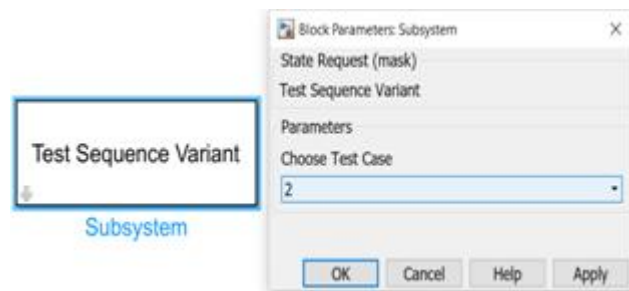 Test Sequence Variant
Subsystem
Block Parameters: Subsystem
State Request (mask)
Test Sequence Variant
Parameters
Choose Test Case
2
OK
Cancel
Help
Apply